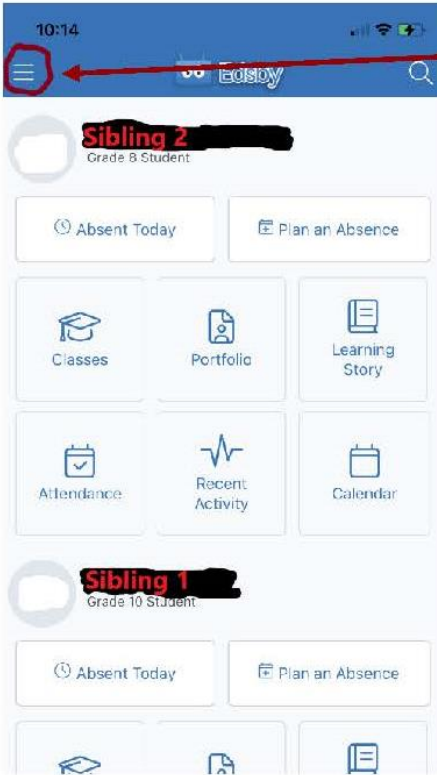 10:14
Edsby
Sibling 2
Grade 8 Student
Absent Today
Plan an Absence
Classes
Portfolio
Learning
Story
Attendance
Recent
Activity
Calendar
Sibling 1
Grade 10 Student
Absent Today
Plan an Absence